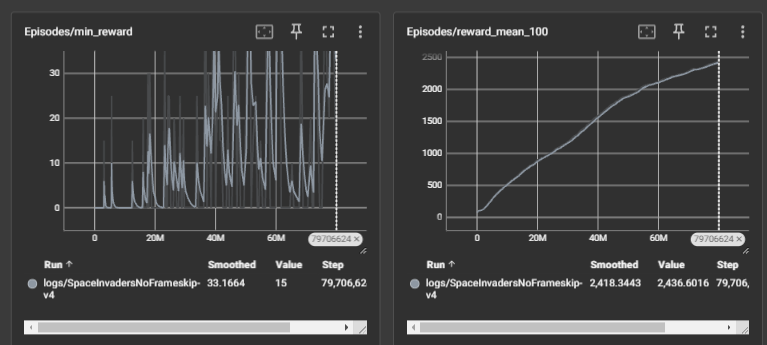 Episodes/min_reward
30
20
10
0
0 20M 40M 60M
79706624 ×
Run ↑ Smoothed Value Step
logs/SpaceInvadersNoFrameskip-v4 33.1664 15 79,706,62
Episodes/reward_mean_100
2500
2000
1500
1000
500
0
0 20M 40M 60M
79706624 ×
Run ↑ Smoothed Value Step
logs/SpaceInvadersNoFrameskip-v4 2,418.3443 2,436.6016 79,706,